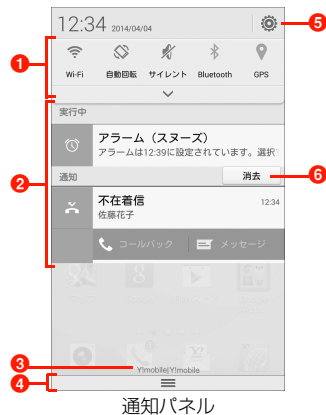 12:34 2014/04/04
5
1
Wi-Fi 自動回転 サイレント Bluetooth GPS
実行中
アラーム（スヌーズ）
アラームは12:39に設定されています。選択
2
通知 消去
6
不在着信 12:34
佐藤花子
コールバック メッセージ
3
Y!mobile|Y!mobile
4
通知パネル